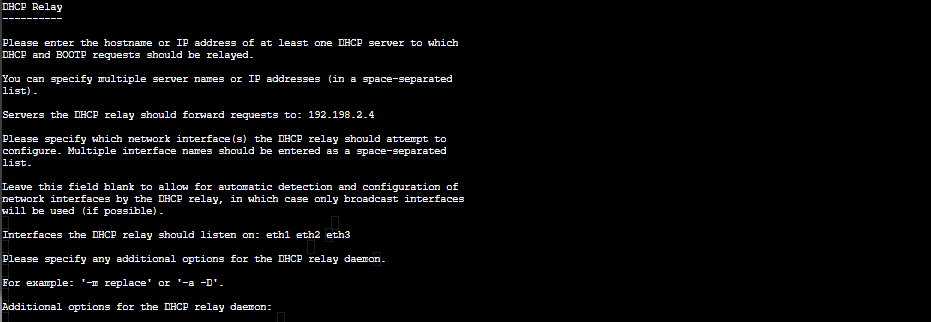 DHCP Relay
----------
Please enter the hostname or IP address of at least one DHCP server to which
DHCP and BOOTP requests should be relayed.
You can specify multiple server names or IP addresses (in a space-separated
list).
Servers the DHCP relay should forward requests to: 192.198.2.4
Please specify which network interface(s) the DHCP relay should attempt to
configure. Multiple interface names should be entered as a space-separated
list.
Leave this field blank to allow for automatic detection and configuration of
network interfaces by the DHCP relay, in which case only broadcast interfaces
will be used (if possible).
Interfaces the DHCP relay should listen on: eth1 eth2 eth3
Please specify any additional options for the DHCP relay daemon.
For example: '-m replace' or '-a -D'.
Additional options for the DHCP relay daemon: